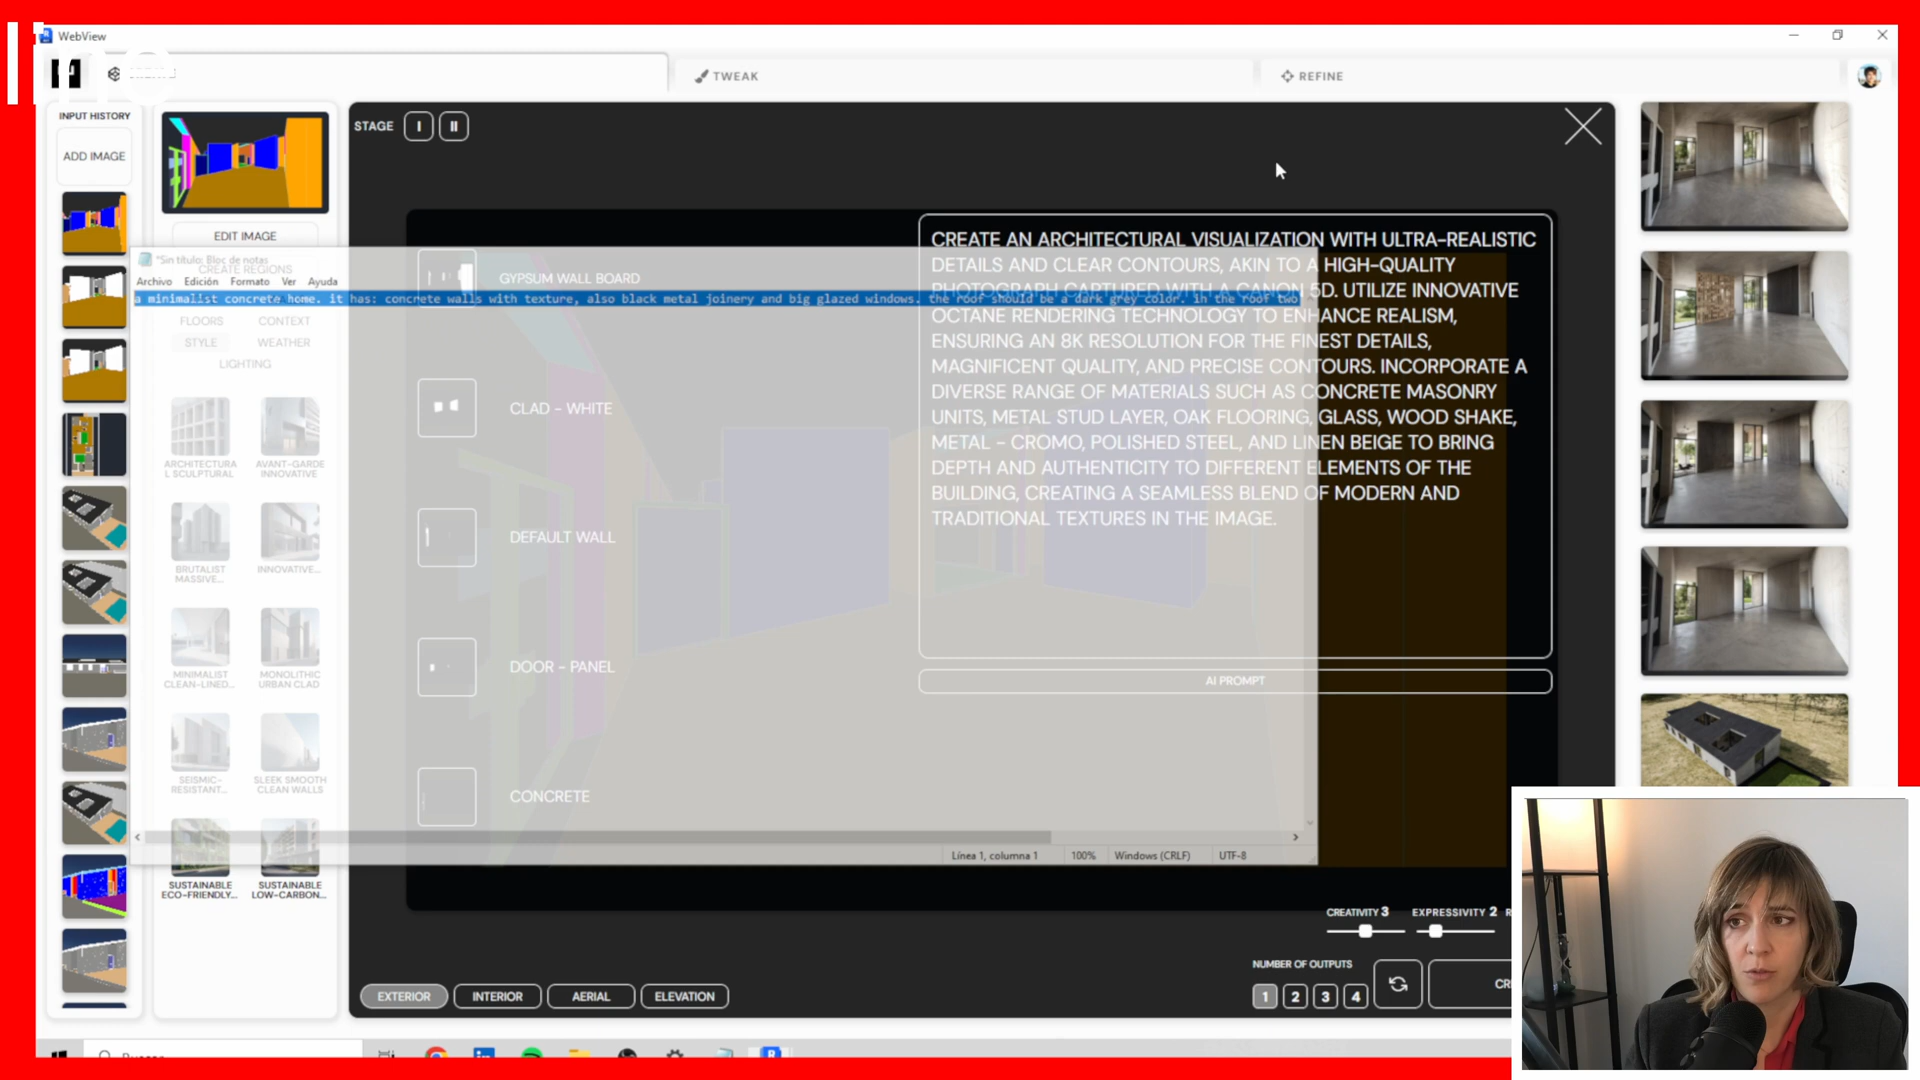 WebView
TWEAK
REFINE
INPUT HISTORY
ADD IMAGE
EDIT IMAGE
CREATE REGIONS
FLOORS
CONTEXT
STYLE
WEATHER
LIGHTING
ARCHITECTURA
L SCULPTURAL
AVANT-GARDE
INNOVATIVE
BRUTALIST
MASSIVE...
INNOVATIVE...
MINIMALIST
CLEAN-LINED...
MONOLITHIC
URBAN CLAD
SEISMIC-
RESISTANT...
SLEEK SMOOTH
CLEAN WALLS
SUSTAINABLE
ECO-FRIENDLY...
SUSTAINABLE
LOW-CARBON...
STAGE I II
*Sin título: Bloc de notas
Archivo Edición Formato Ver Ayuda
a minimalist concrete home. it has: concrete walls with texture, also black metal joinery and big glazed windows. the roof should be a dark grey color. in the roof two
GYPSUM WALL BOARD
CLAD - WHITE
DEFAULT WALL
DOOR - PANEL
CONCRETE
CREATE AN ARCHITECTURAL VISUALIZATION WITH ULTRA-REALISTIC
DETAILS AND CLEAR CONTOURS, AKIN TO A HIGH-QUALITY
PHOTOGRAPH CAPTURED WITH A CANON 5D. UTILIZE INNOVATIVE
OCTANE RENDERING TECHNOLOGY TO ENHANCE REALISM,
ENSURING AN 8K RESOLUTION FOR THE FINEST DETAILS,
MAGNIFICENT QUALITY, AND PRECISE CONTOURS. INCORPORATE A
DIVERSE RANGE OF MATERIALS SUCH AS CONCRETE MASONRY
UNITS, METAL STUD LAYER, OAK FLOORING, GLASS, WOOD SHAKE,
METAL - CROMO, POLISHED STEEL, AND LINEN BEIGE TO BRING
DEPTH AND AUTHENTICITY TO DIFFERENT ELEMENTS OF THE
BUILDING, CREATING A SEAMLESS BLEND OF MODERN AND
TRADITIONAL TEXTURES IN THE IMAGE.
AI PROMPT
Línea 1, columna 1 100% Windows (CRLF) UTF-8
CREATIVITY 3 EXPRESSIVITY 2 R
NUMBER OF OUTPUTS
1 2 3 4
CR
EXTERIOR INTERIOR AERIAL ELEVATION